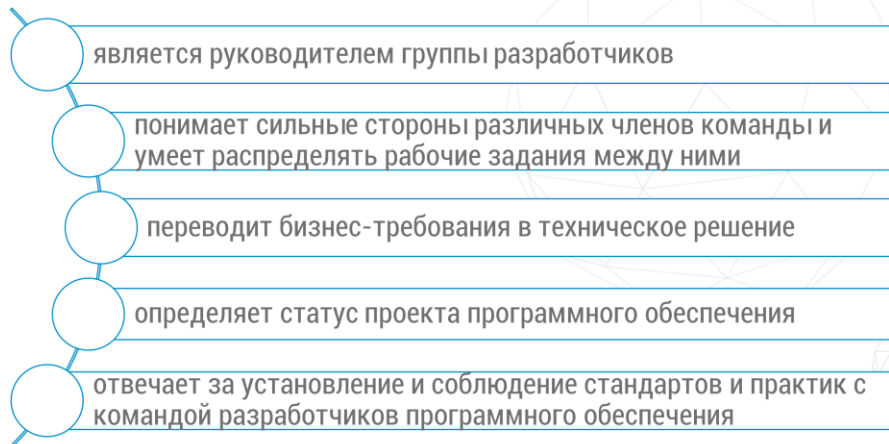 является руководителем группы разработчиков
понимает сильные стороны различных членов команды и
умеет распределять рабочие задания между ними
переводит бизнес-требования в техническое решение
определяет статус проекта программного обеспечения
отвечает за установление и соблюдение стандартов и практик с
командой разработчиков программного обеспечения